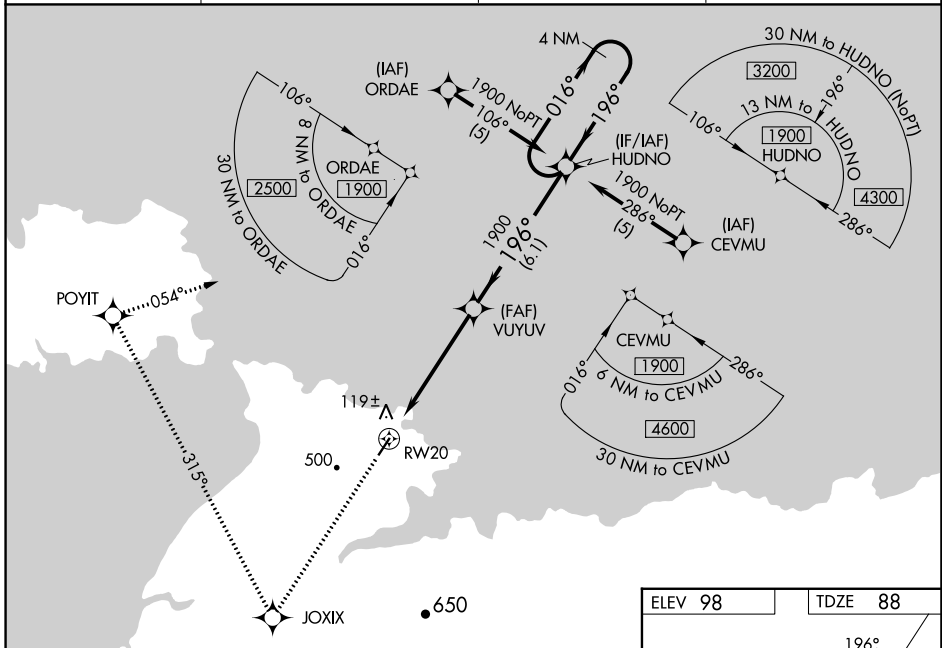 4 NM
016°
196°
(IAF)
ORDAE
1900 NoPT
106°
(5)
(IF/IAF)
HUDNO
1900 NoPT
286°
(5)
(IAF)
CEVMU
1900
196°
(6.1)
(FAF)
VUYUV
106°
ORDAE
1900
8 NM to ORDAE
2500
30 NM to ORDAE
016°
30 NM to HUDNO (NoPT)
3200
196°
13 NM to HUDNO
106°
1900
HUDNO
4300
286°
CEVMU
1900
016°
286°
6 NM to CEVMU
4600
30 NM to CEVMU
POYIT
054°
315°
119±
RW20
500
JOXIX
650
ELEV 98
TDZE 88
196°